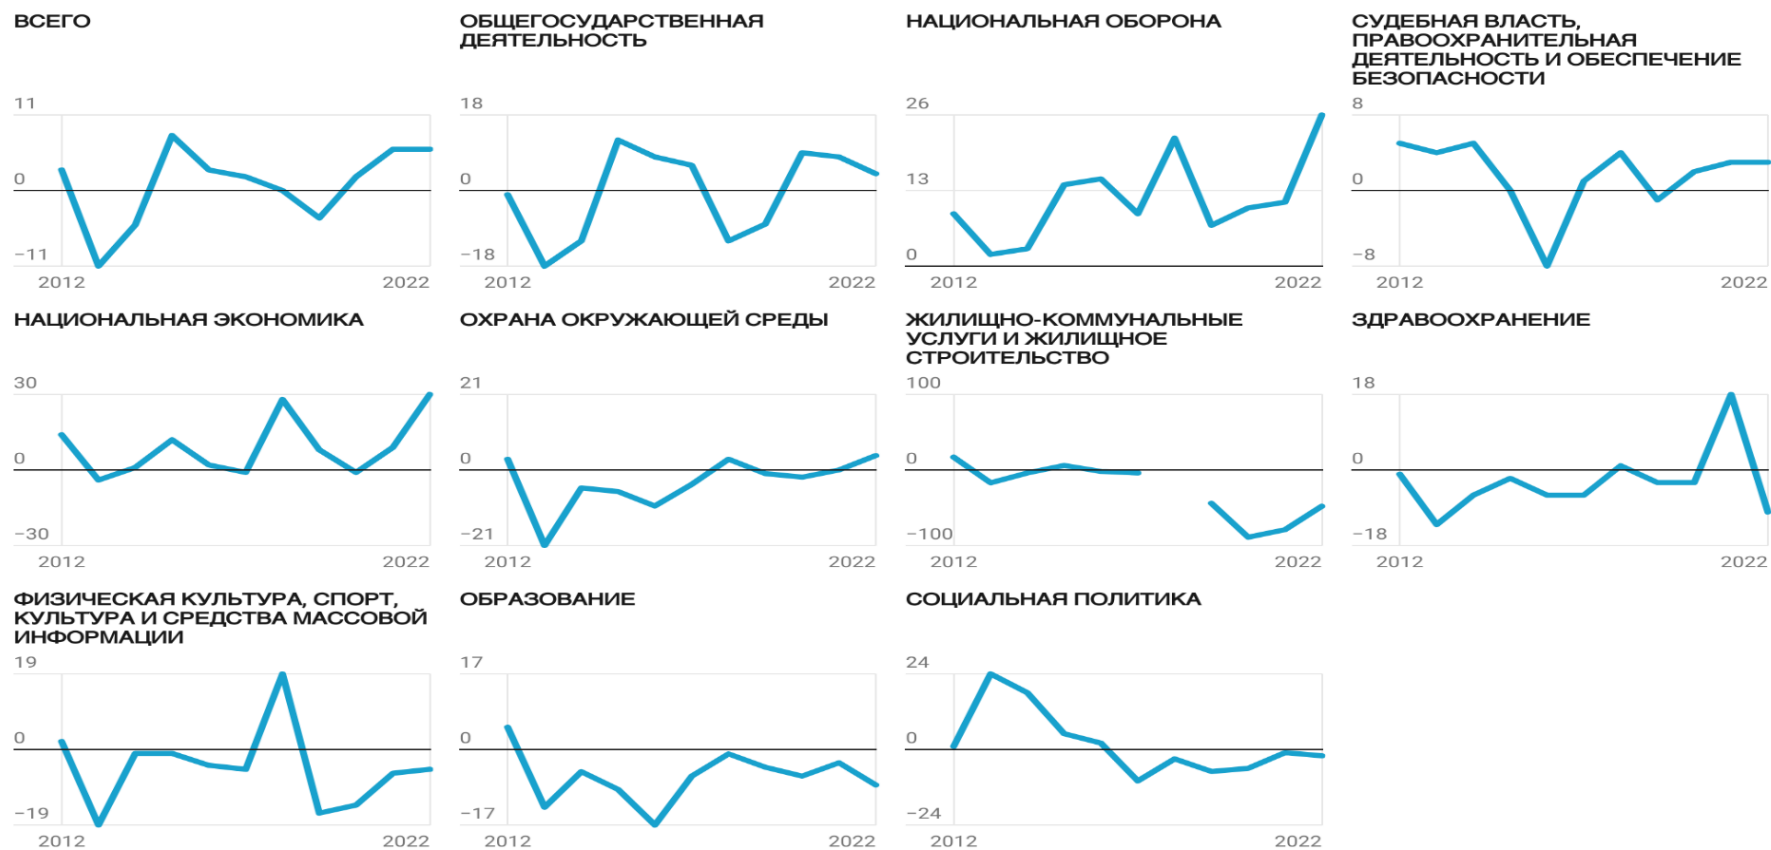 ВСЕГО
11
0
−11
2012 2022
ОБЩЕГОСУДАРСТВЕННАЯ
ДЕЯТЕЛЬНОСТЬ
18
0
−18
2012 2022
НАЦИОНАЛЬНАЯ ОБОРОНА
26
13
0
2012 2022
СУДЕБНАЯ ВЛАСТЬ,
ПРАВООХРАНИТЕЛЬНАЯ
ДЕЯТЕЛЬНОСТЬ И ОБЕСПЕЧЕНИЕ
БЕЗОПАСНОСТИ
8
0
−8
2012 2022
НАЦИОНАЛЬНАЯ ЭКОНОМИКА
30
0
−30
2012 2022
ОХРАНА ОКРУЖАЮЩЕЙ СРЕДЫ
21
0
−21
2012 2022
ЖИЛИЩНО-КОММУНАЛЬНЫЕ
УСЛУГИ И ЖИЛИЩНОЕ
СТРОИТЕЛЬСТВО
100
0
−100
2012 2022
ЗДРАВООХРАНЕНИЕ
18
0
−18
2012 2022
ФИЗИЧЕСКАЯ КУЛЬТУРА, СПОРТ,
КУЛЬТУРА И СРЕДСТВА МАССОВОЙ
ИНФОРМАЦИИ
19
0
−19
2012 2022
ОБРАЗОВАНИЕ
17
0
−17
2012 2022
СОЦИАЛЬНАЯ ПОЛИТИКА
24
0
−24
2012 2022